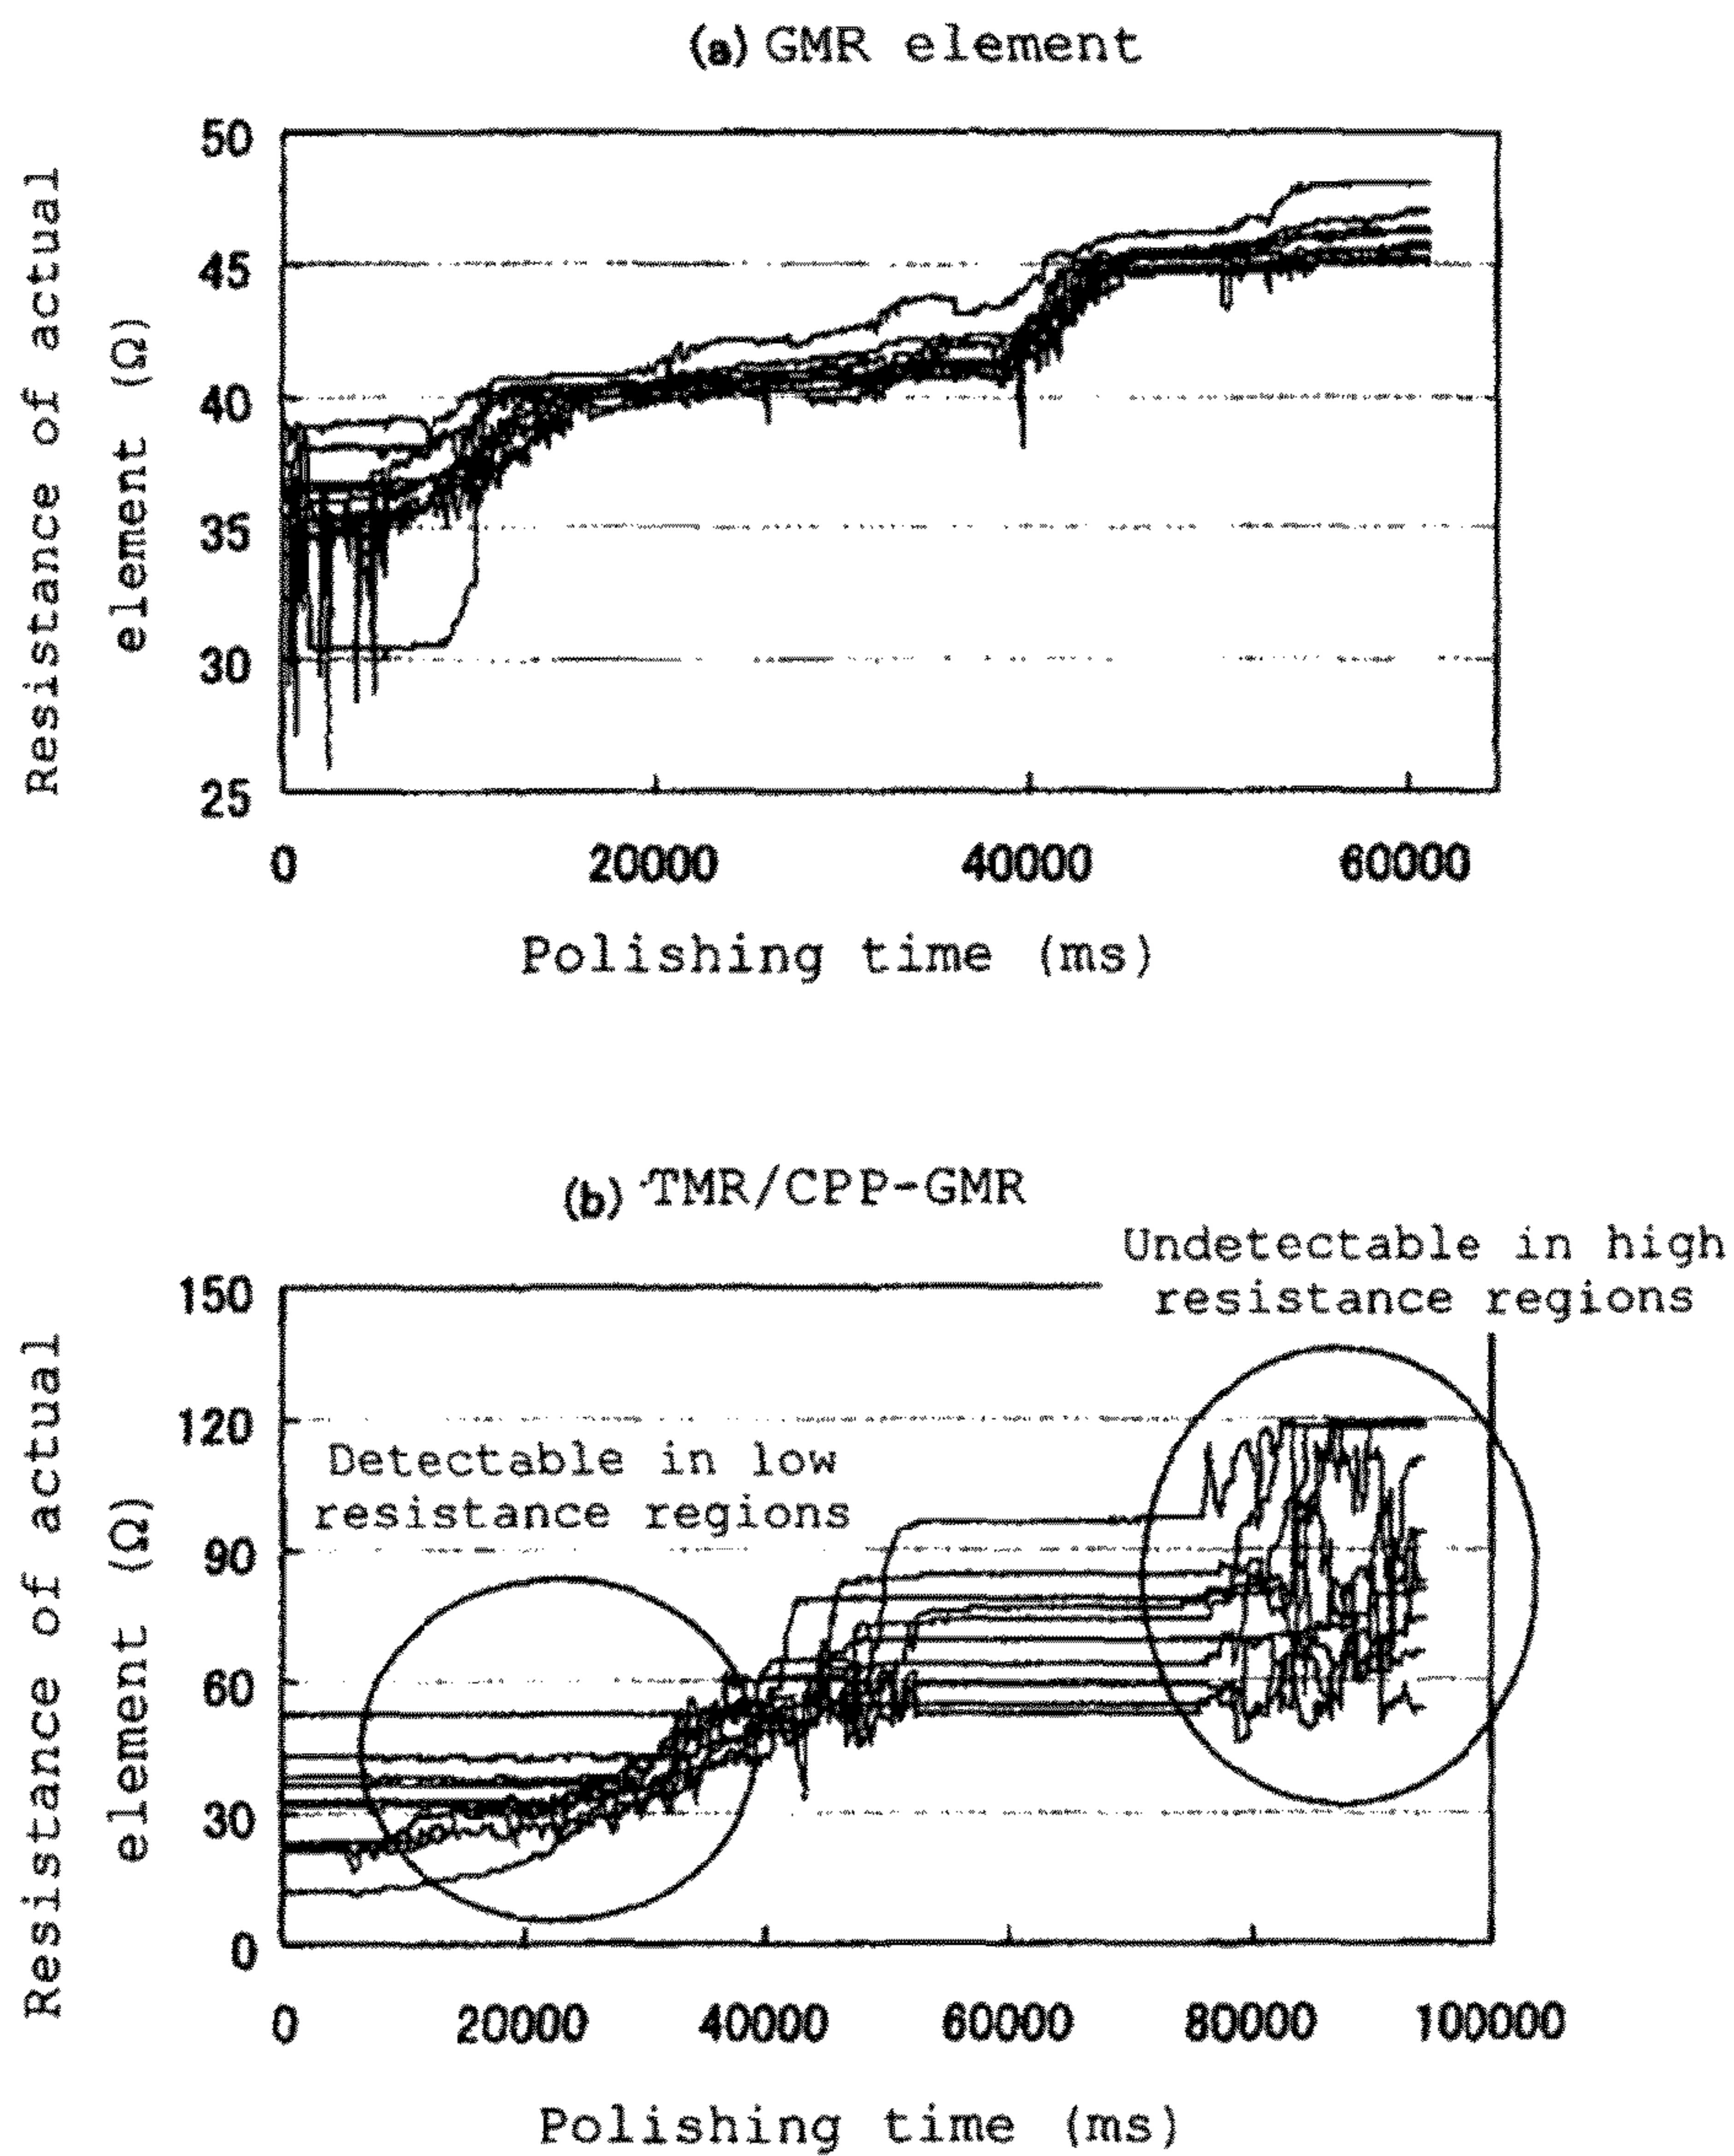 (a) GMR element
50
45
40
35
30
25
Resistance of actual
element (Ω)
0 20000 40000 60000
Polishing time (ms)
(b) TMR/CPP-GMR
Undetectable in high
resistance regions
Detectable in low
resistance regions
150
120
90
60
30
0
Resistance of actual
element (Ω)
0 20000 40000 60000 80000 100000
Polishing time (ms)